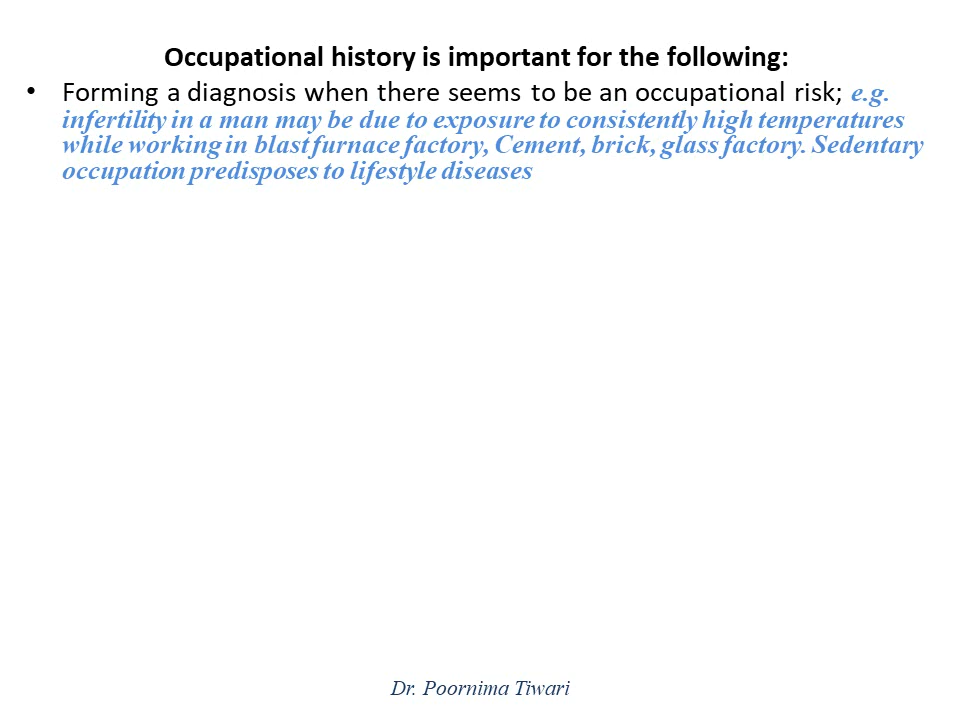 Occupational history is important for the following:
• Forming a diagnosis when there seems to be an occupational risk; e.g.
infertility in a man may be due to exposure to consistently high temperatures
while working in blast furnace factory, Cement, brick, glass factory. Sedentary
occupation predisposes to lifestyle diseases
Dr. Poornima Tiwari